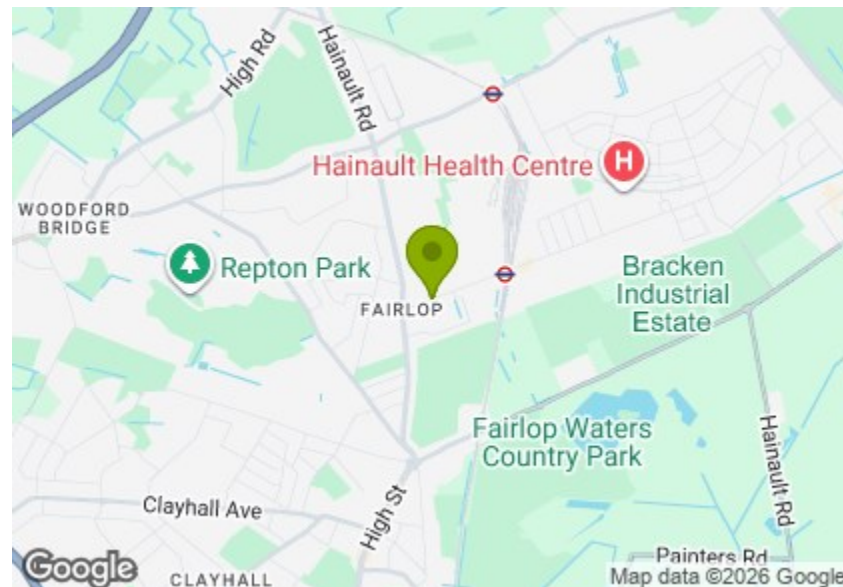 High Rd
Hainault Rd
Hainault Health Centre
H
WOODFORD
BRIDGE
Repton Park
Bracken
Industrial
Estate
FAIRLOP
Fairlop Waters
Country Park
Hainault Rd
Clayhall Ave
High St
Painters Rd
Google
CLAYHALL
Map data ©2026 Google